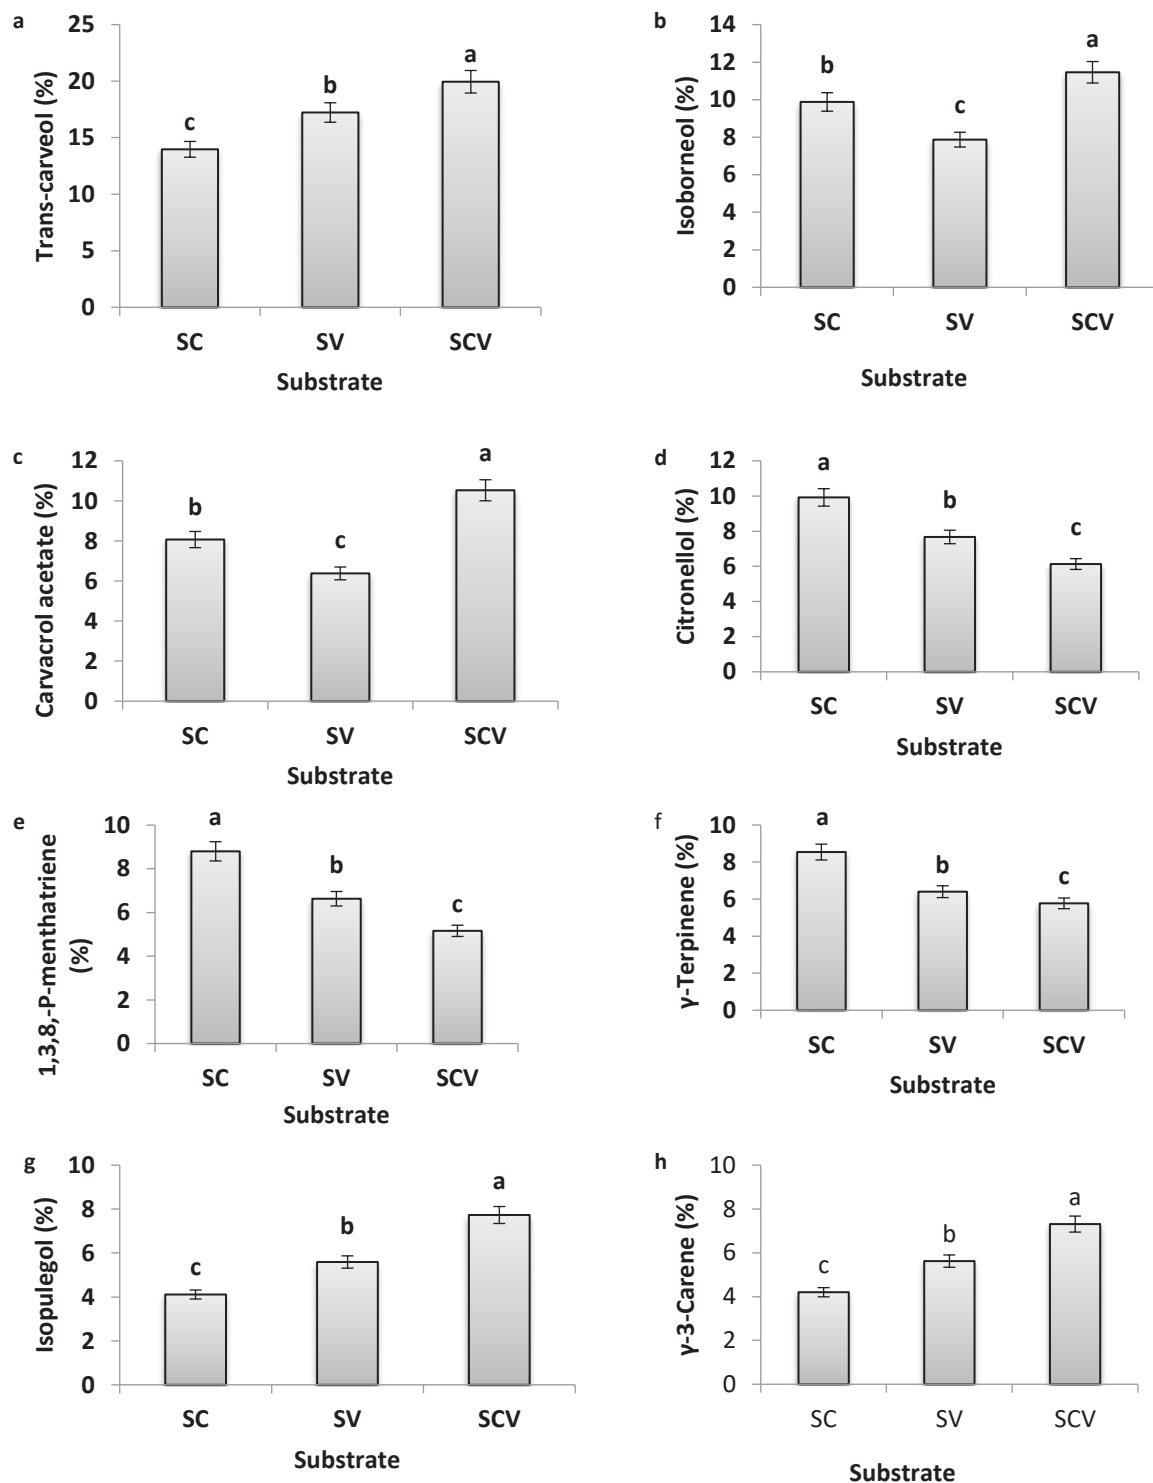 a
Trans-carveol (%)
25
20
15
10
5
0
c
b
a
SC SV SCV
Substrate
b
Isoborneol (%)
14
12
10
8
6
4
2
0
b
c
a
SC SV SCV
Substrate
c
Carvacrol acetate (%)
12
10
8
6
4
2
0
b
c
a
SC SV SCV
Substrate
d
Citronellol (%)
12
10
8
6
4
2
0
a
b
c
SC SV SCV
Substrate
e
1,3,8,-P-menthatriene
(%)
10
8
6
4
2
0
a
b
c
SC SV SCV
Substrate
f
γ-Terpinene (%)
10
8
6
4
2
0
a
b
c
SC SV SCV
Substrate
g
Isopulegol (%)
10
8
6
4
2
0
c
b
a
SC SV SCV
Substrate
h
γ-3-Carene (%)
10
8
6
4
2
0
c
b
a
SC SV SCV
Substrate